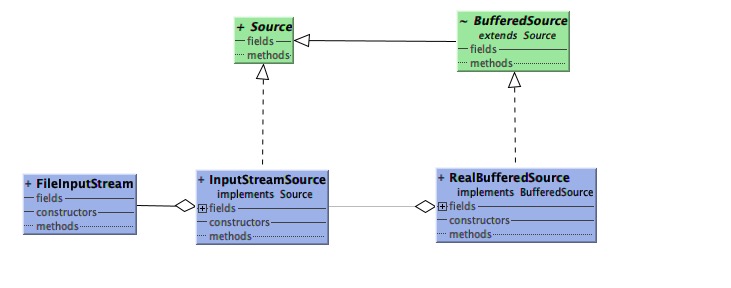 + Source
fields
methods
~ BufferedSource
extends Source
fields
methods
+ FileInputStream
fields
constructors
methods
+ InputStreamSource
implements Source
fields
constructors
methods
+ RealBufferedSource
implements BufferedSource
fields
constructors
methods